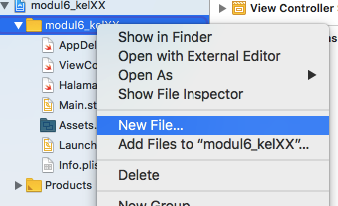 modul6_kelXX
View Controller
modul6_kelXX
AppDel
ViewCo
Halama
Main.st
Assets.
Launch
Info.plis
Products
Show in Finder
Open with External Editor
Open As
Show File Inspector
New File...
Add Files to “modul6_kelXX”...
Delete
New Group